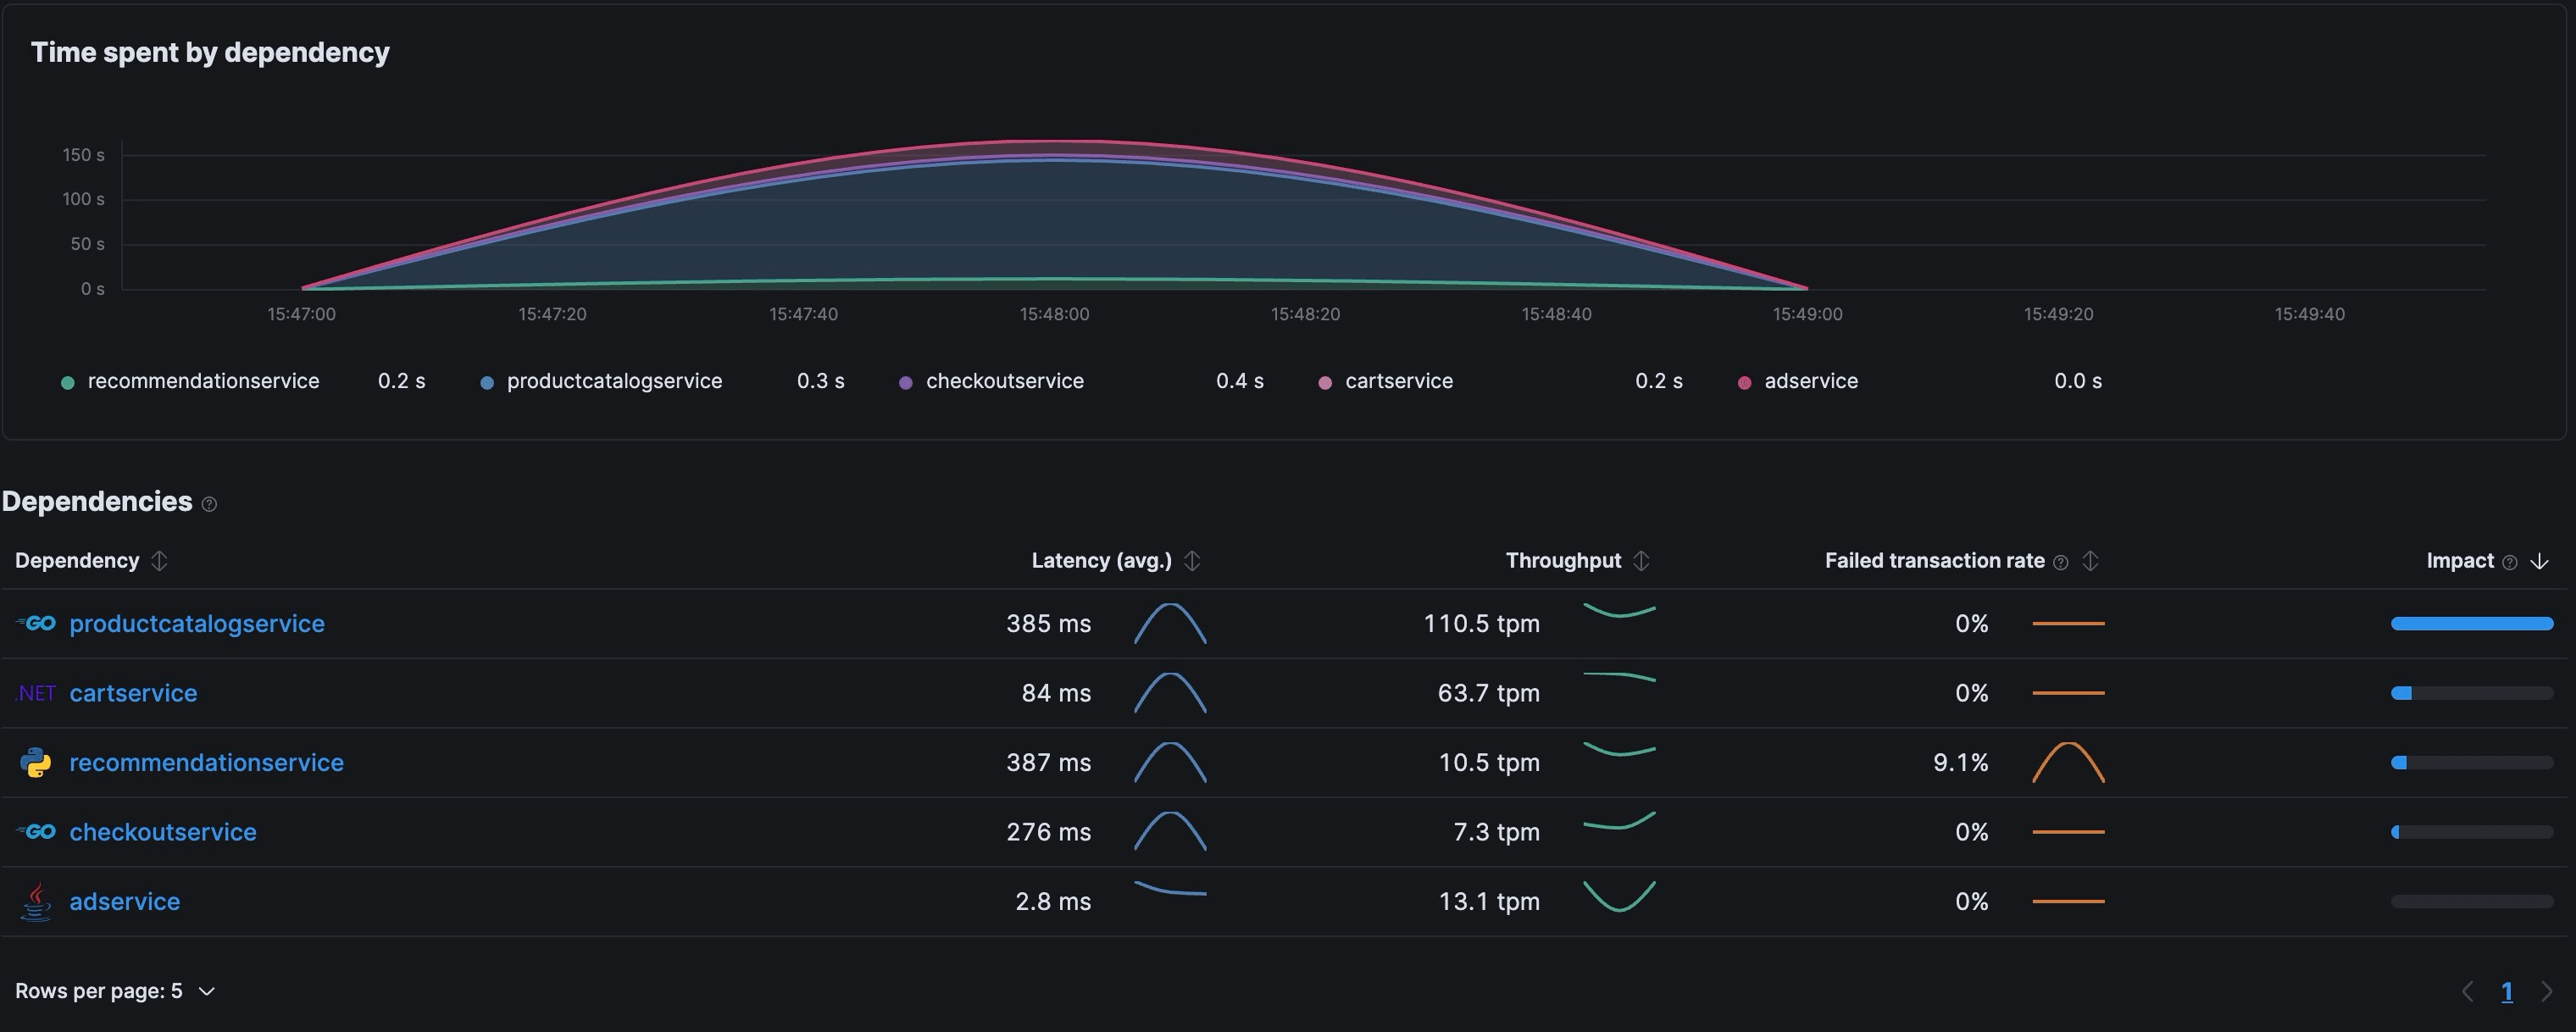 Time spent by dependency
150 s
100 s
50 s
0 s
15:47:00 15:47:20 15:47:40 15:48:00 15:48:20 15:48:40 15:49:00 15:49:20 15:49:40
recommendationservice 0.2 s productcatalogservice 0.3 s checkoutservice 0.4 s cartservice 0.2 s adservice 0.0 s
Dependencies ?
Dependency Latency (avg.) Throughput Failed transaction rate ? Impact ?
GO productcatalogservice 385 ms 110.5 tpm 0%
.NET cartservice 84 ms 63.7 tpm 0%
recommendationservice 387 ms 10.5 tpm 9.1%
GO checkoutservice 276 ms 7.3 tpm 0%
adservice 2.8 ms 13.1 tpm 0%
Rows per page: 5 1